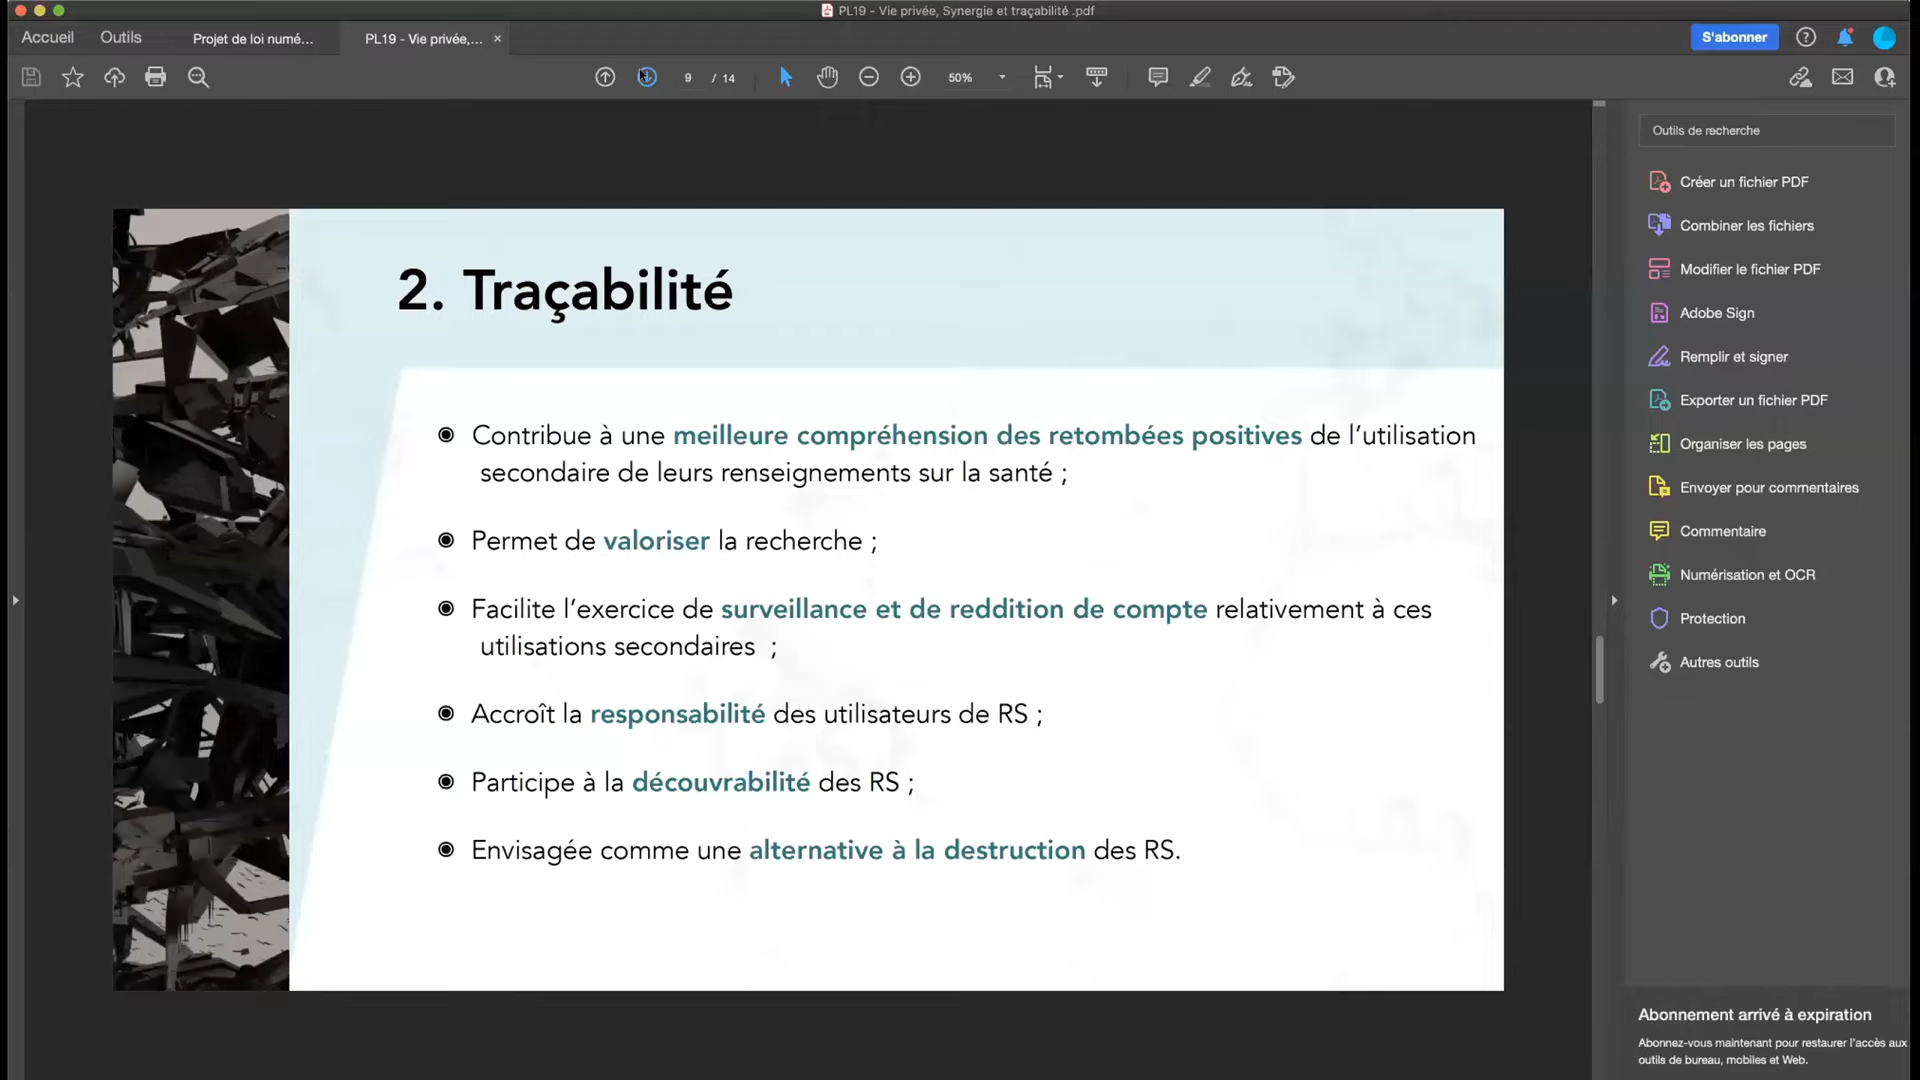 PL19 - Vie privée, Synergie et traçabilité .pdf
Accueil Outils Projet de loi numé... PL19 - Vie privée,... × S'abonner
9 / 14 50%
Outils de recherche
Créer un fichier PDF
Combiner les fichiers
Modifier le fichier PDF
Adobe Sign
Remplir et signer
Exporter un fichier PDF
Organiser les pages
Envoyer pour commentaires
Commentaire
Numérisation et OCR
Protection
Autres outils
2. Traçabilité
Contribue à une meilleure compréhension des retombées positives de l’utilisation
secondaire de leurs renseignements sur la santé ;
Permet de valoriser la recherche ;
Facilite l’exercice de surveillance et de reddition de compte relativement à ces
utilisations secondaires ;
Accroît la responsabilité des utilisateurs de RS ;
Participe à la découvrabilité des RS ;
Envisagée comme une alternative à la destruction des RS.
Abonnement arrivé à expiration
Abonnez-vous maintenant pour restaurer l'accès aux
outils de bureau, mobiles et Web.